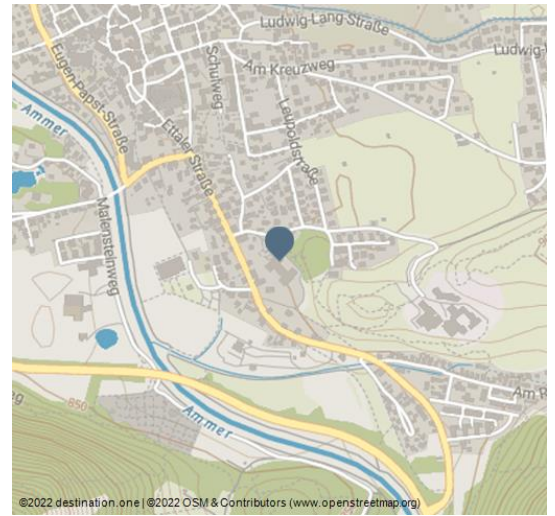 Ludwig-Lang-Straße
Ludwig-
Am Kreuzweg
Schulweg
Eugen-Papst-Straße
Laupoldstraße
Ettaler Straße
Ammer
Malensteinweg
850
Ammer
Am R
©2022 destination.one | ©2022 OSM & Contributors (www.openstreetmap.org)